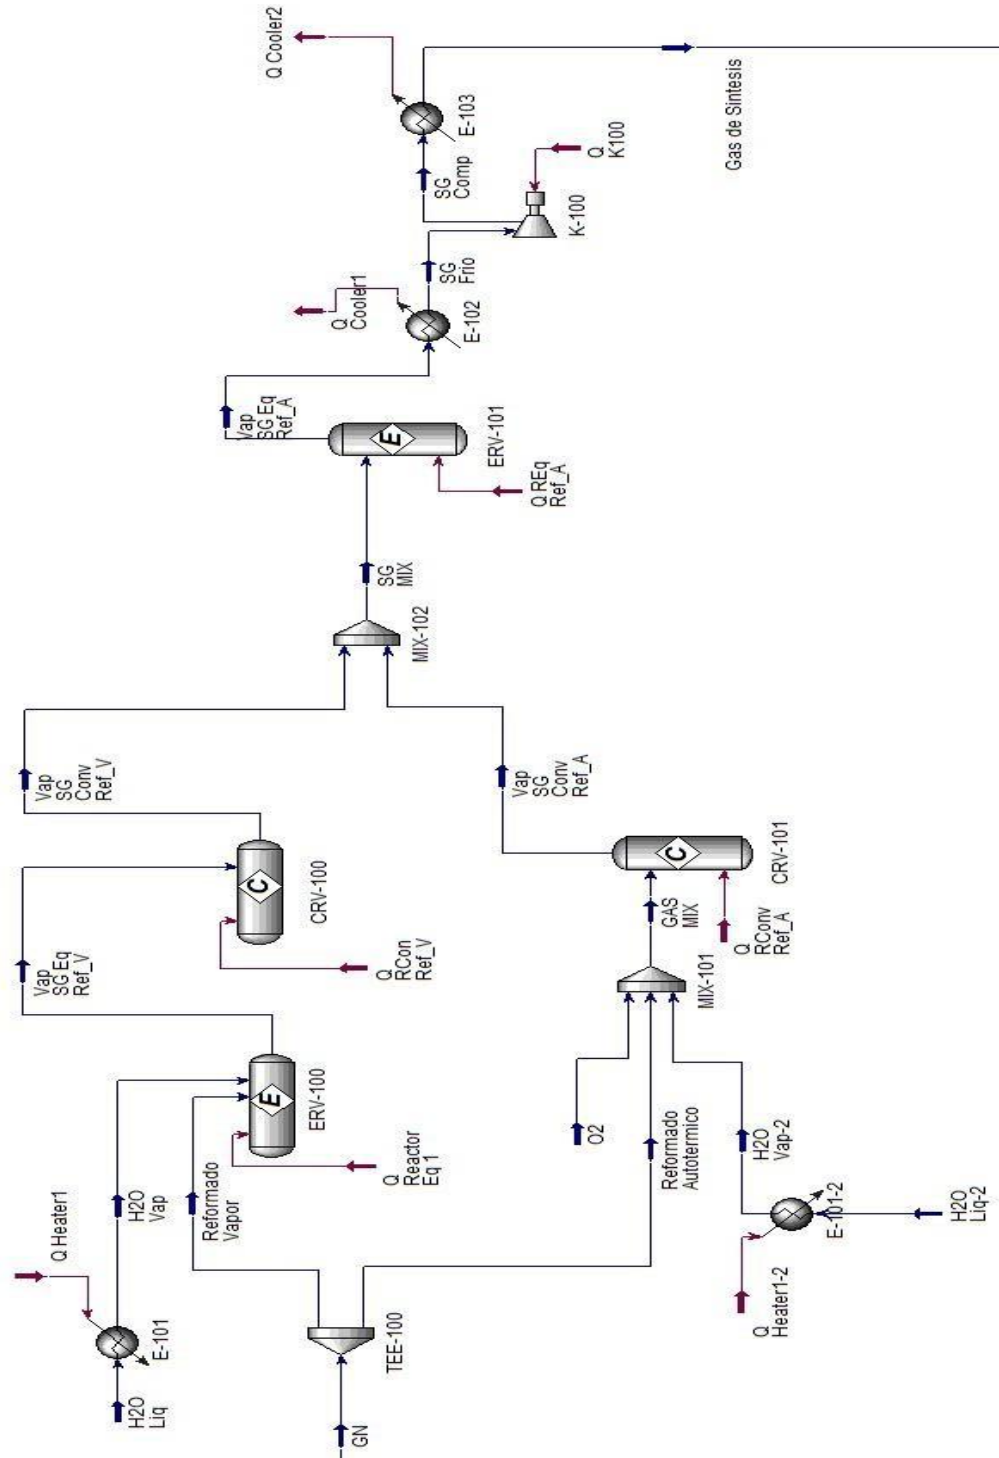 Q Heater1
H2O
Liq
E-101
H2O
Vap
GN
TEE-100
Reformado
Vapor
Q
Reactor
Eq 1
E
ERV-100
Vap
SG Eq
Ref_V
Q
RCon
Ref_V
C
CRV-100
Vap
SG
Conv
Ref_V
Q
Heater1-2
H2O
Liq-2
E-101-2
H2O
Vap-2
Reformado
Autotermico
O2
MIX-101
GAS
MIX
Q
RConv
Ref_A
C
CRV-101
Vap
SG
Conv
Ref_A
MIX-102
SG
MIX
Q REq
Ref_A
E
ERV-101
Vap
SG Eq
Ref_A
Q
Cooler1
E-102
SG
Frio
K-100
Q
K100
SG
Comp
E-103
Q Cooler2
Gas de Sintesis